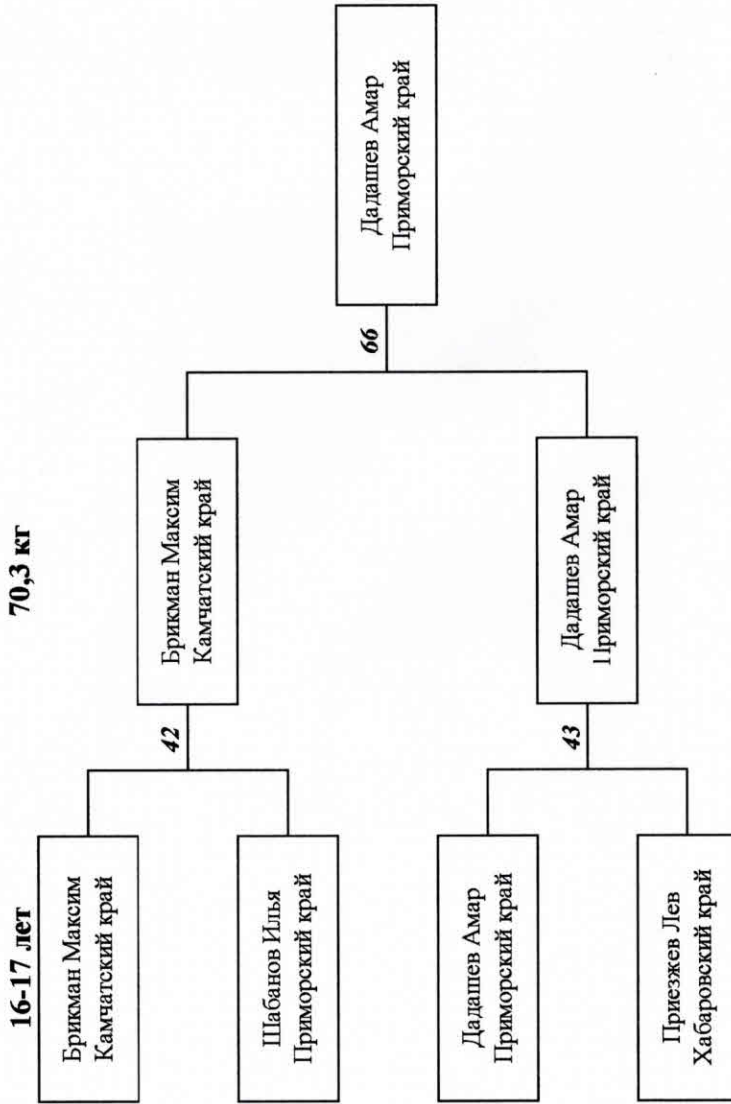 16-17 лет
70,3 кг
Брикман Максим
Камчатский край
Шабанов Илья
Приморский край
Дадашев Амар
Приморский край
Приезжев Лев
Хабаровский край
42
43
Брикман Максим
Камчатский край
Дадашев Амар
Приморский край
66
Дадашев Амар
Приморский край